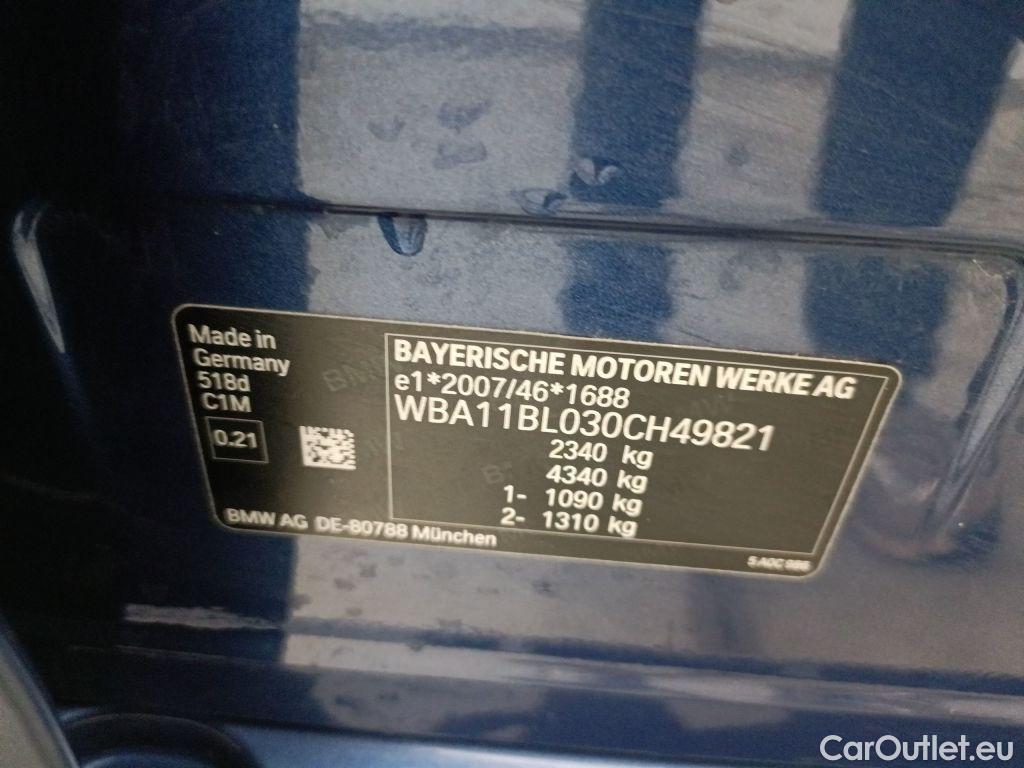 Made in
Germany
518d
C1M
0.21
BAYERISCHE MOTOREN WERKE AG
e1*2007/46*1688
WBA11BL030CH49821
2340 kg
4340 kg
1- 1090 kg
2- 1310 kg
BMW AG DE-80788 München
CarOutlet.eu